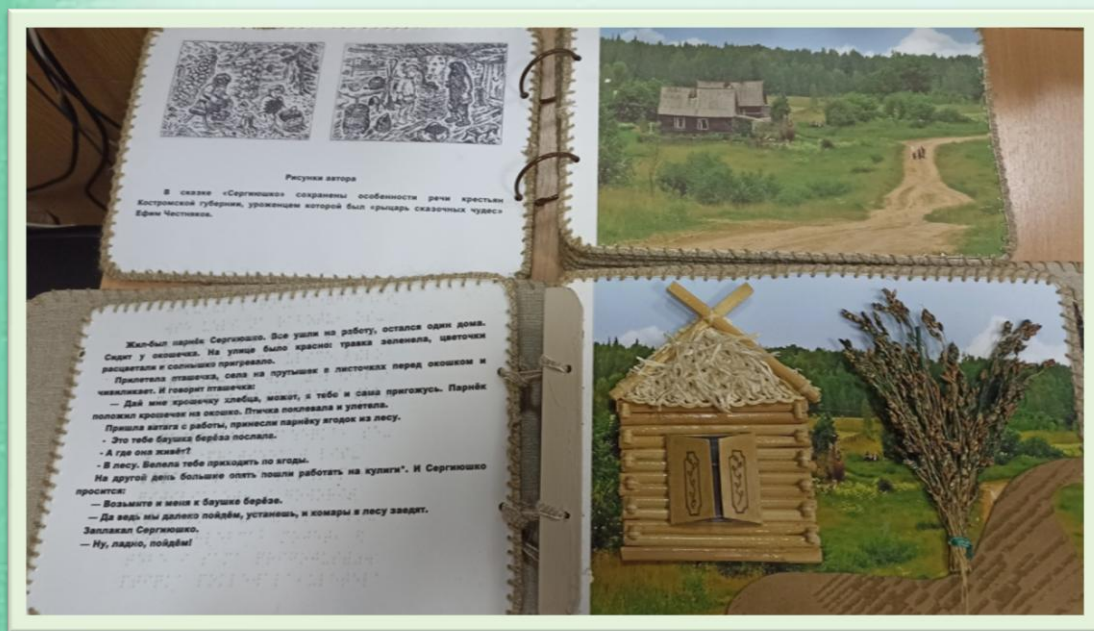 Рисунки автора
В сказке «Сергиюшко» сохранены особенности речи крестьян
Костромской губернии, уроженцем которой был «рыцарь сказочных чудес»
Ефим Честняков.
Жил-был парнёк Сергиюшко. Все ушли на работу, остался один дома.
Сидит у окошечка. На улице было красно: травка зеленела, цветочки
расцветали и солнышко пригревало.
Прилетела пташечка, села на прутышек в листочках перед окошком и
чивиликает. И говорит пташечка:
— Дай мне крошечку хлебца, может, я тебе и сама пригожусь. Парнёк
положил крошечек на окошко. Птичка поклевала и улетела.
Пришла ватага с работы, принесли парнёку ягодок из лесу.
- Это тебе баушка берёза послала.
- А где она живёт?
- В лесу. Велела тебе приходить по ягоды.
На другой день большие опять пошли работать на кулиги*. И Сергиюшко
просится:
— Возьмите и меня к баушке берёзе.
— Да ведь мы далеко пойдём, устанешь, и комары в лесу заедят.
Заплакал Сергиюшко.
— Ну, ладно, пойдём!